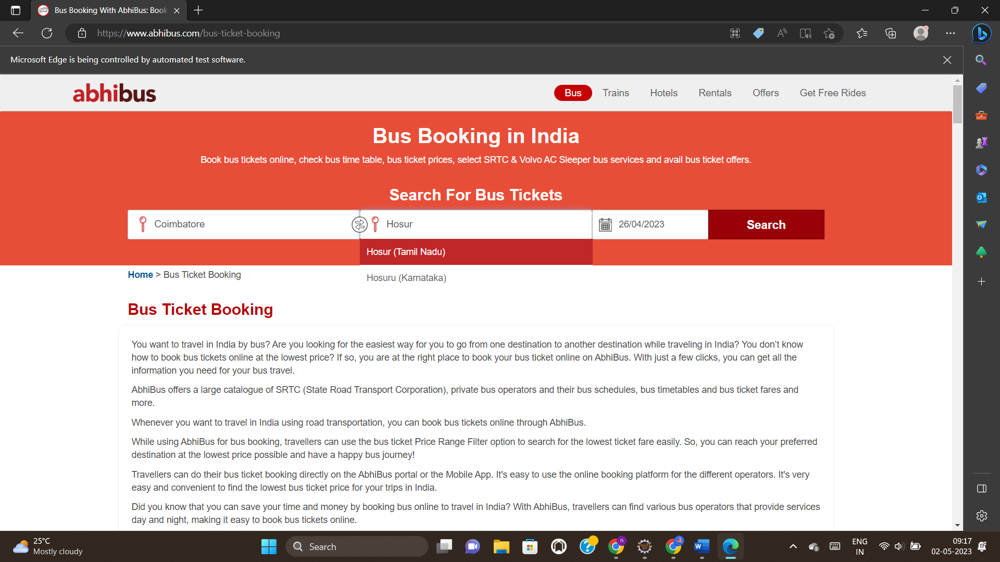 Bus Booking With AbhiBus: Book
https://www.abhibus.com/bus-ticket-booking
Microsoft Edge is being controlled by automated test software.
abhibus
Bus Trains Hotels Rentals Offers Get Free Rides
Bus Booking in India
Book bus tickets online, check bus time table, bus ticket prices, select SRTC & Volvo AC Sleeper bus services and avail bus ticket offers.
Search For Bus Tickets
Coimbatore Hosur 26/04/2023 Search
Hosur (Tamil Nadu)
Home > Bus Ticket Booking
Hosuru (Karnataka)
Bus Ticket Booking
You want to travel in India by bus? Are you looking for the easiest way for you to go from one destination to another destination while traveling in India? You don’t know
how to book bus tickets online at the lowest price? If so, you are at the right place to book your bus ticket online on AbhiBus. With just a few clicks, you can get all the
information you need for your bus travel.
AbhiBus offers a large catalogue of SRTC (State Road Transport Corporation), private bus operators and their bus schedules, bus timetables and bus ticket fares and
more.
Whenever you want to travel in India using road transportation, you can book bus tickets online through AbhiBus.
While using AbhiBus for bus booking, travellers can use the bus ticket Price Range Filter option to search for the lowest ticket fare easily. So, you can reach your preferred
destination at the lowest price possible and have a happy bus journey!
Travellers can do their bus ticket booking directly on the AbhiBus portal or the Mobile App. It's easy to use the online booking platform for the different operators. It's very
easy and convenient to find the lowest bus ticket price for your trips in India.
Did you know that you can save your time and money by booking bus online to travel in India? With AbhiBus, travellers can find various bus operators that provide services
day and night, making it easy to book bus tickets online.
25°C
Mostly cloudy
Search
ENG
IN
09:17
02-05-2023